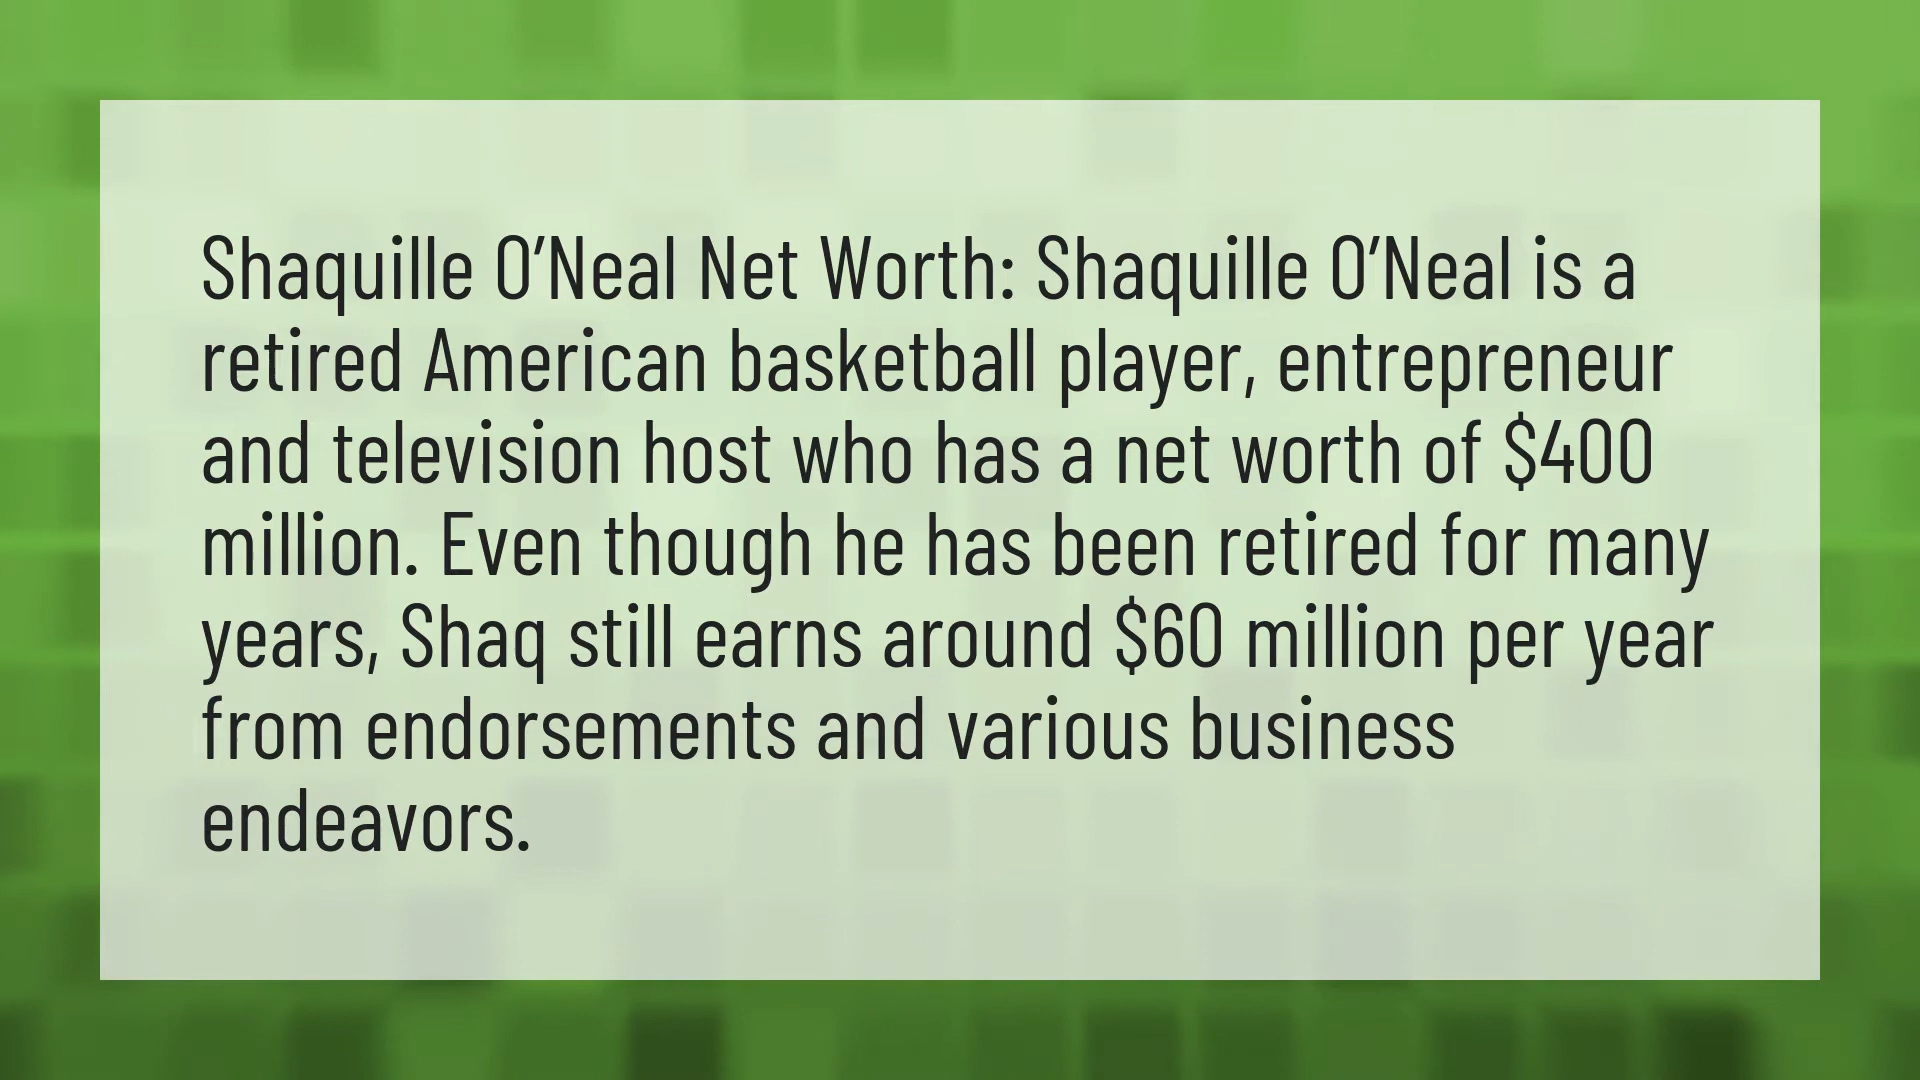 Shaquille O’Neal Net Worth: Shaquille O’Neal is a
retired American basketball player, entrepreneur
and television host who has a net worth of $400
million. Even though he has been retired for many
years, Shaq still earns around $60 million per year
from endorsements and various business
endeavors.